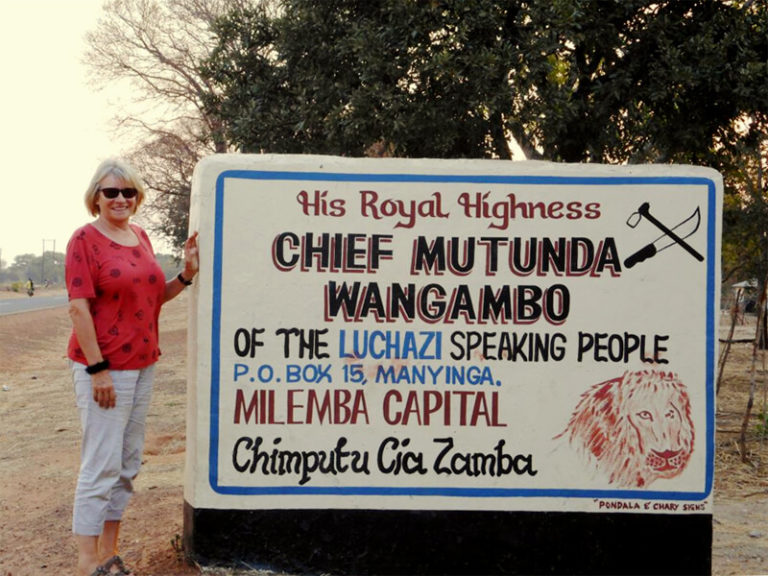 His Royal Highness
CHIEF MUTUNDA
WANGAMBO
OF THE LUCHAZI SPEAKING PEOPLE
P.O. BOX 15, MANYINGA.
MILEMBA CAPITAL
Chimputu Cia Zamba
"PONDALA E' CHARY SIGNS"